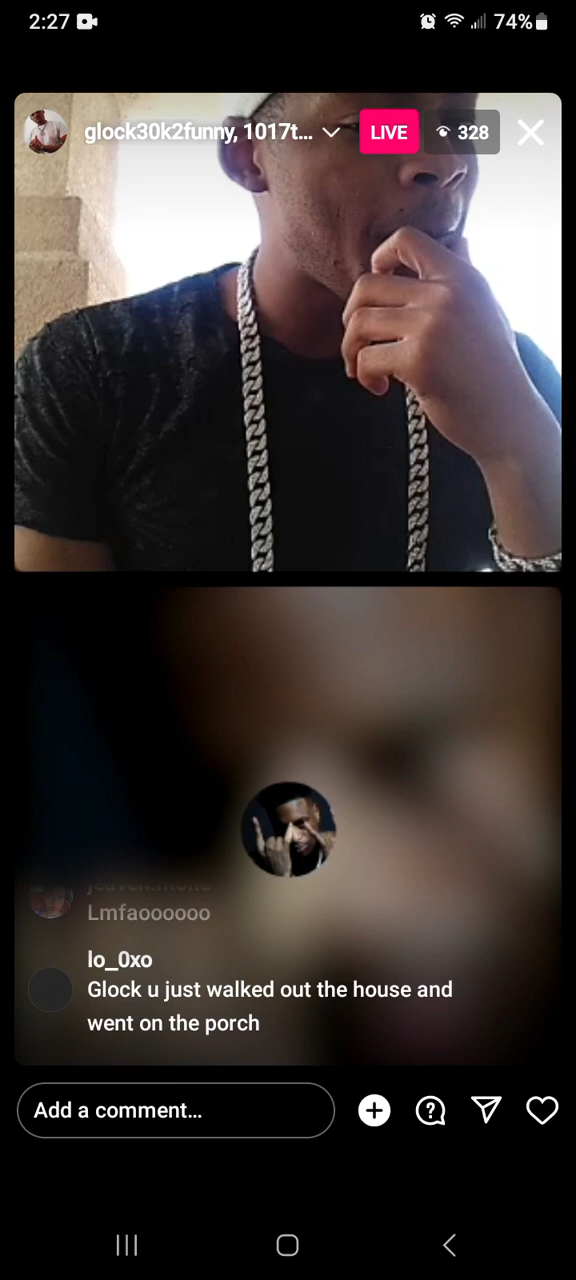 2:27 74%
glock30k2funny, 1017t... LIVE 328
Lmfaoooooo
lo_0xo
Glock u just walked out the house and
went on the porch
Add a comment...